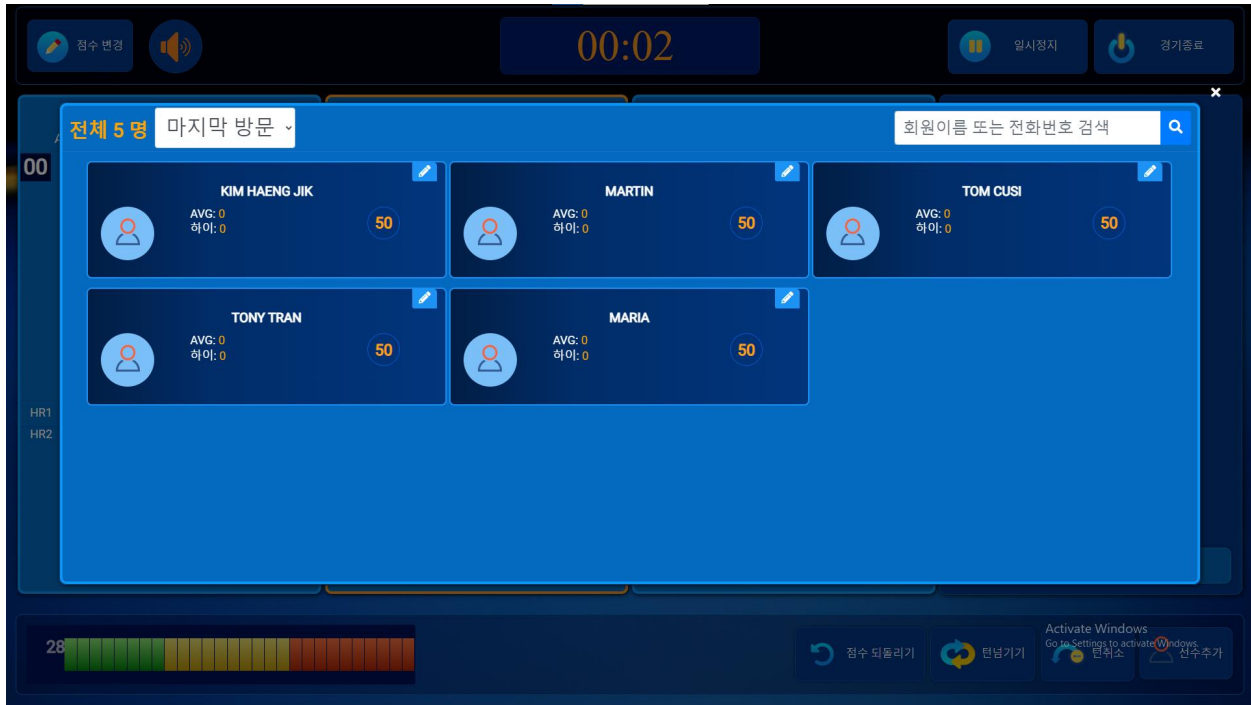 점수 변경
00:02
일시정지
경기종료
×
전체 5 명
마지막 방문
회원이름 또는 전화번호 검색
00
KIM HAENG JIK
AVG: 0
하이: 0
50
MARTIN
AVG: 0
하이: 0
50
TOM CUSI
AVG: 0
하이: 0
50
TONY TRAN
AVG: 0
하이: 0
50
MARIA
AVG: 0
하이: 0
50
HR1
HR2
28
점수 되돌리기
턴넘기기
턴취소
선수추가
Activate Windows
Go to Settings to activate Windows.